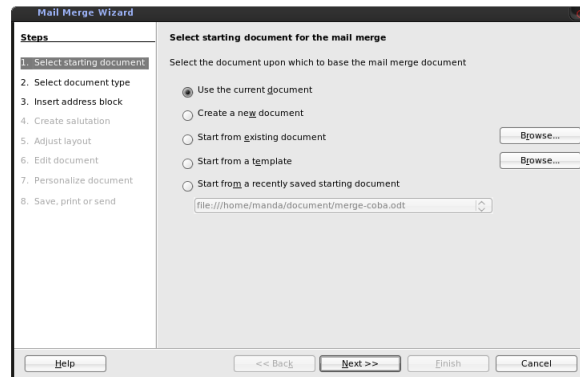 Mail Merge Wizard
Steps
1. Select starting document
2. Select document type
3. Insert address block
4. Create salutation
5. Adjust layout
6. Edit document
7. Personalize document
8. Save, print or send
Select starting document for the mail merge
Select the document upon which to base the mail merge document
Use the current document
Create a new document
Start from existing document
Browse...
Start from a template
Browse...
Start from a recently saved starting document
file:///home/manda/document/merge-coba.odt
Help
<< Back
Next >>
Finish
Cancel